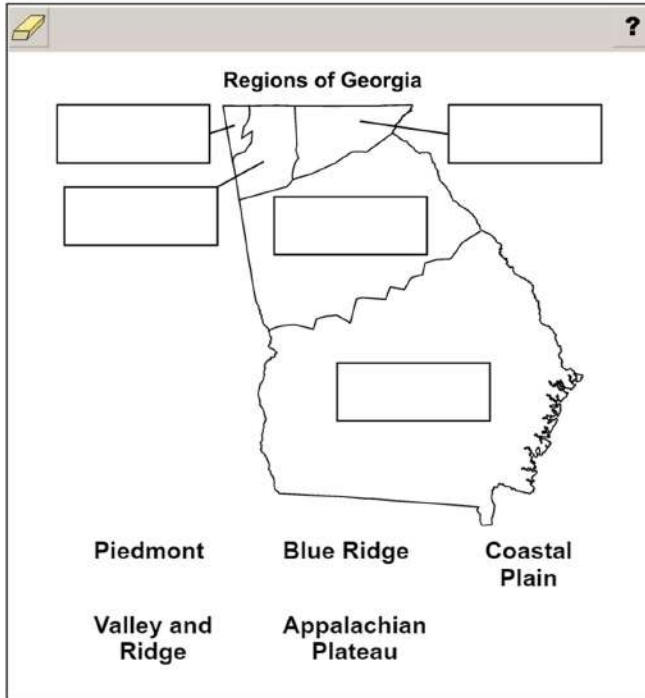 ?
Regions of Georgia
Piedmont
Blue Ridge
Coastal
Plain
Valley and
Ridge
Appalachian
Plateau